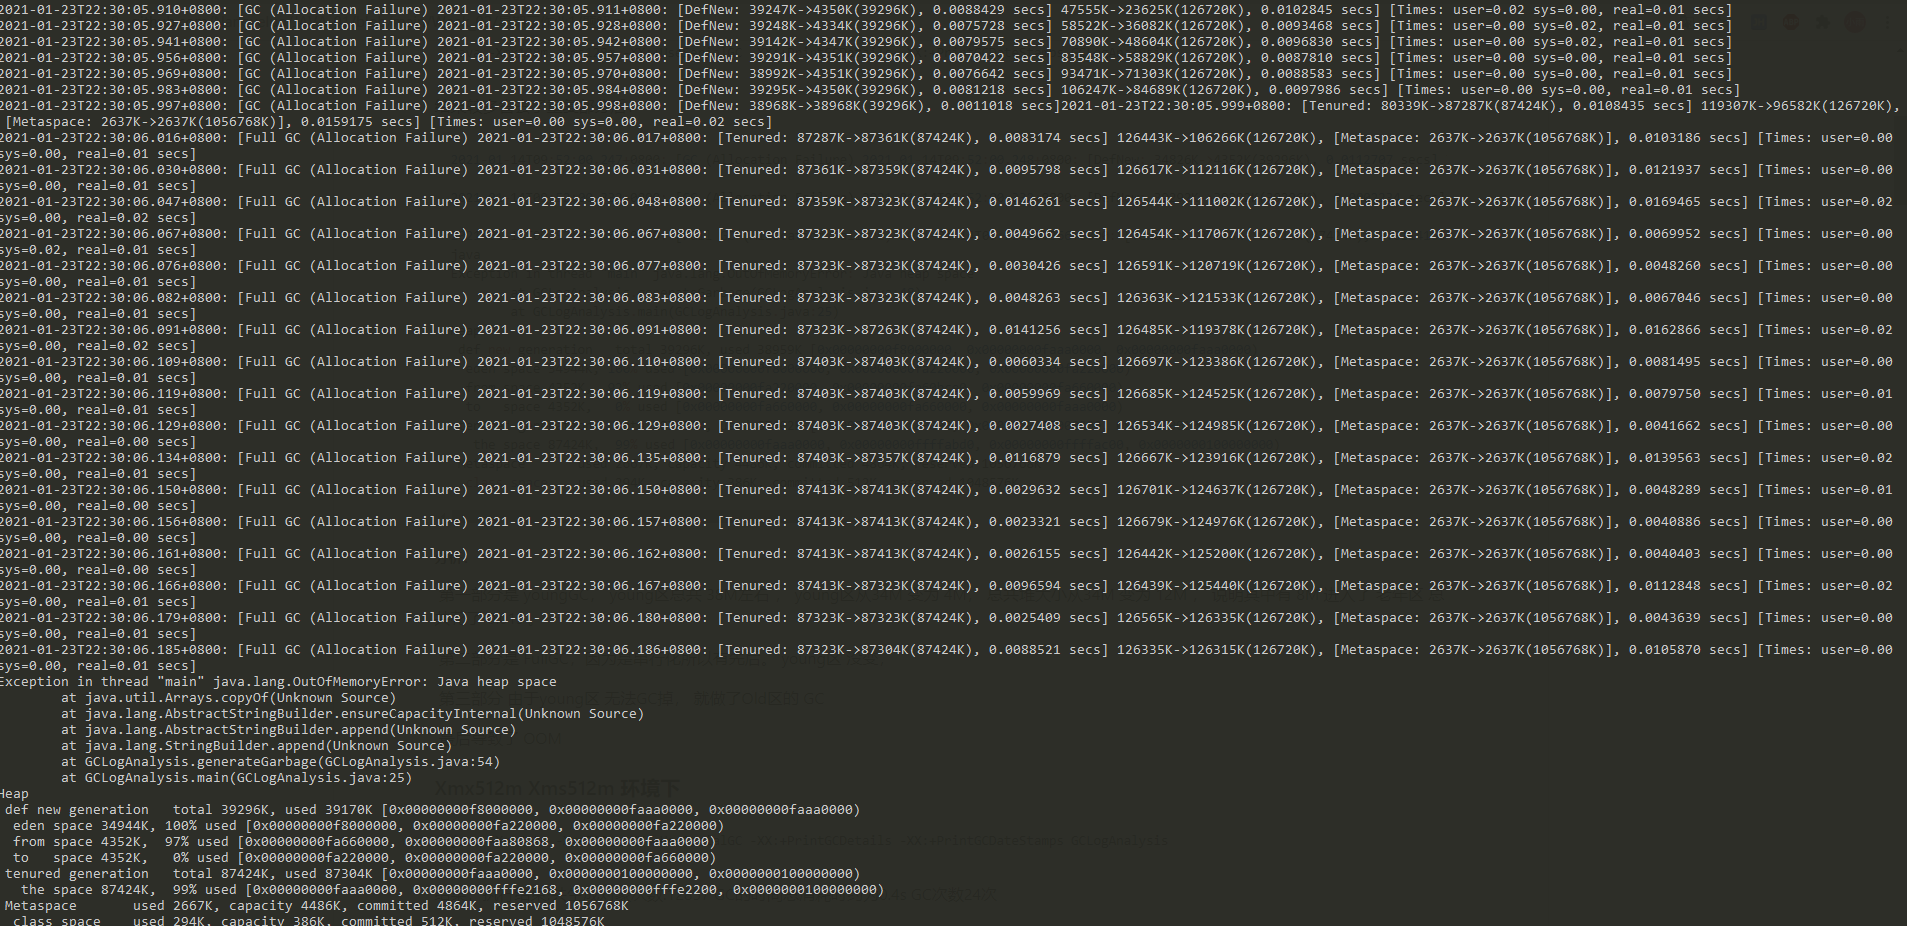 2021-01-23T22:30:05.910+0800: [GC (Allocation Failure) 2021-01-23T22:30:05.911+0800: [DefNew: 39247K->4350K(39296K), 0.0088429 secs] 47555K->23625K(126720K), 0.0102845 secs] [Times: user=0.02 sys=0.00, real=0.01 secs]
2021-01-23T22:30:05.927+0800: [GC (Allocation Failure) 2021-01-23T22:30:05.928+0800: [DefNew: 39248K->4334K(39296K), 0.0075728 secs] 58522K->36082K(126720K), 0.0093468 secs] [Times: user=0.00 sys=0.02, real=0.01 secs]
2021-01-23T22:30:05.941+0800: [GC (Allocation Failure) 2021-01-23T22:30:05.942+0800: [DefNew: 39142K->4347K(39296K), 0.0079575 secs] 70890K->48604K(126720K), 0.0096830 secs] [Times: user=0.00 sys=0.02, real=0.01 secs]
2021-01-23T22:30:05.956+0800: [GC (Allocation Failure) 2021-01-23T22:30:05.957+0800: [DefNew: 39291K->4351K(39296K), 0.0070422 secs] 83548K->58829K(126720K), 0.0087810 secs] [Times: user=0.00 sys=0.00, real=0.01 secs]
2021-01-23T22:30:05.969+0800: [GC (Allocation Failure) 2021-01-23T22:30:05.970+0800: [DefNew: 38992K->4351K(39296K), 0.0076642 secs] 93471K->71303K(126720K), 0.0088583 secs] [Times: user=0.01 sys=0.00, real=0.01 secs]
2021-01-23T22:30:05.983+0800: [GC (Allocation Failure) 2021-01-23T22:30:05.984+0800: [DefNew: 39295K->4350K(39296K), 0.0081218 secs] 106247K->84689K(126720K), 0.0097986 secs] [Times: user=0.00 sys=0.00, real=0.01 secs]
2021-01-23T22:30:05.997+0800: [GC (Allocation Failure) 2021-01-23T22:30:05.998+0800: [DefNew: 38968K->38968K(39296K), 0.0011018 secs]2021-01-23T22:30:05.999+0800: [Tenured: 80339K->87287K(87424K), 0.0108435 secs] 119307K->96582K(126720K),
[Metaspace: 2637K->2637K(1056768K)], 0.0159175 secs] [Times: user=0.00 sys=0.00, real=0.02 secs]
2021-01-23T22:30:06.016+0800: [Full GC (Allocation Failure) 2021-01-23T22:30:06.017+0800: [Tenured: 87287K->87361K(87424K), 0.0083174 secs] 126443K->106266K(126720K), [Metaspace: 2637K->2637K(1056768K)], 0.0103186 secs] [Times: user=0.00
sys=0.00, real=0.01 secs]
2021-01-23T22:30:06.030+0800: [Full GC (Allocation Failure) 2021-01-23T22:30:06.031+0800: [Tenured: 87361K->87359K(87424K), 0.0095798 secs] 126617K->112116K(126720K), [Metaspace: 2637K->2637K(1056768K)], 0.0121937 secs] [Times: user=0.00
sys=0.00, real=0.01 secs]
2021-01-23T22:30:06.047+0800: [Full GC (Allocation Failure) 2021-01-23T22:30:06.048+0800: [Tenured: 87359K->87323K(87424K), 0.0146261 secs] 126544K->111002K(126720K), [Metaspace: 2637K->2637K(1056768K)], 0.0169465 secs] [Times: user=0.02
sys=0.00, real=0.02 secs]
2021-01-23T22:30:06.067+0800: [Full GC (Allocation Failure) 2021-01-23T22:30:06.067+0800: [Tenured: 87323K->87323K(87424K), 0.0049662 secs] 126454K->117067K(126720K), [Metaspace: 2637K->2637K(1056768K)], 0.0069952 secs] [Times: user=0.00
sys=0.02, real=0.01 secs]
2021-01-23T22:30:06.076+0800: [Full GC (Allocation Failure) 2021-01-23T22:30:06.077+0800: [Tenured: 87323K->87323K(87424K), 0.0030426 secs] 126591K->120719K(126720K), [Metaspace: 2637K->2637K(1056768K)], 0.0048260 secs] [Times: user=0.00
sys=0.00, real=0.01 secs]
2021-01-23T22:30:06.082+0800: [Full GC (Allocation Failure) 2021-01-23T22:30:06.083+0800: [Tenured: 87323K->87323K(87424K), 0.0048263 secs] 126363K->121533K(126720K), [Metaspace: 2637K->2637K(1056768K)], 0.0067046 secs] [Times: user=0.00
sys=0.00, real=0.01 secs]
2021-01-23T22:30:06.091+0800: [Full GC (Allocation Failure) 2021-01-23T22:30:06.091+0800: [Tenured: 87323K->87263K(87424K), 0.0141256 secs] 126485K->119378K(126720K), [Metaspace: 2637K->2637K(1056768K)], 0.0162866 secs] [Times: user=0.02
sys=0.00, real=0.02 secs]
2021-01-23T22:30:06.109+0800: [Full GC (Allocation Failure) 2021-01-23T22:30:06.110+0800: [Tenured: 87403K->87403K(87424K), 0.0060334 secs] 126697K->123386K(126720K), [Metaspace: 2637K->2637K(1056768K)], 0.0081495 secs] [Times: user=0.00
sys=0.00, real=0.01 secs]
2021-01-23T22:30:06.119+0800: [Full GC (Allocation Failure) 2021-01-23T22:30:06.119+0800: [Tenured: 87403K->87403K(87424K), 0.0059969 secs] 126685K->124525K(126720K), [Metaspace: 2637K->2637K(1056768K)], 0.0079750 secs] [Times: user=0.01
sys=0.00, real=0.01 secs]
2021-01-23T22:30:06.129+0800: [Full GC (Allocation Failure) 2021-01-23T22:30:06.129+0800: [Tenured: 87403K->87403K(87424K), 0.0027408 secs] 126534K->124985K(126720K), [Metaspace: 2637K->2637K(1056768K)], 0.0041662 secs] [Times: user=0.00
sys=0.00, real=0.00 secs]
2021-01-23T22:30:06.134+0800: [Full GC (Allocation Failure) 2021-01-23T22:30:06.135+0800: [Tenured: 87403K->87357K(87424K), 0.0116879 secs] 126667K->123916K(126720K), [Metaspace: 2637K->2637K(1056768K)], 0.0139563 secs] [Times: user=0.02
sys=0.00, real=0.01 secs]
2021-01-23T22:30:06.150+0800: [Full GC (Allocation Failure) 2021-01-23T22:30:06.150+0800: [Tenured: 87413K->87413K(87424K), 0.0029632 secs] 126701K->124637K(126720K), [Metaspace: 2637K->2637K(1056768K)], 0.0048289 secs] [Times: user=0.01
sys=0.00, real=0.00 secs]
2021-01-23T22:30:06.156+0800: [Full GC (Allocation Failure) 2021-01-23T22:30:06.157+0800: [Tenured: 87413K->87413K(87424K), 0.0023321 secs] 126679K->124976K(126720K), [Metaspace: 2637K->2637K(1056768K)], 0.0040886 secs] [Times: user=0.00
sys=0.00, real=0.00 secs]
2021-01-23T22:30:06.161+0800: [Full GC (Allocation Failure) 2021-01-23T22:30:06.162+0800: [Tenured: 87413K->87413K(87424K), 0.0026155 secs] 126442K->125200K(126720K), [Metaspace: 2637K->2637K(1056768K)], 0.0040403 secs] [Times: user=0.00
sys=0.00, real=0.00 secs]
2021-01-23T22:30:06.166+0800: [Full GC (Allocation Failure) 2021-01-23T22:30:06.167+0800: [Tenured: 87413K->87323K(87424K), 0.0096594 secs] 126439K->125440K(126720K), [Metaspace: 2637K->2637K(1056768K)], 0.0112848 secs] [Times: user=0.02
sys=0.00, real=0.01 secs]
2021-01-23T22:30:06.179+0800: [Full GC (Allocation Failure) 2021-01-23T22:30:06.180+0800: [Tenured: 87323K->87323K(87424K), 0.0025409 secs] 126565K->126335K(126720K), [Metaspace: 2637K->2637K(1056768K)], 0.0043639 secs] [Times: user=0.00
sys=0.00, real=0.01 secs]
2021-01-23T22:30:06.185+0800: [Full GC (Allocation Failure) 2021-01-23T22:30:06.186+0800: [Tenured: 87323K->87304K(87424K), 0.0088521 secs] 126335K->126315K(126720K), [Metaspace: 2637K->2637K(1056768K)], 0.0105870 secs] [Times: user=0.00
sys=0.00, real=0.01 secs]
Exception in thread "main" java.lang.OutOfMemoryError: Java heap space
at java.util.Arrays.copyOf(Unknown Source)
at java.lang.AbstractStringBuilder.ensureCapacityInternal(Unknown Source)
at java.lang.AbstractStringBuilder.append(Unknown Source)
at java.lang.StringBuilder.append(Unknown Source)
at GCLogAnalysis.generateGarbage(GCLogAnalysis.java:54)
at GCLogAnalysis.main(GCLogAnalysis.java:25)
Xmx512m Xms512m 环境下
Heap
def new generation   total 39296K, used 39170K [0x00000000f8000000, 0x00000000faaa0000, 0x00000000faaa0000)
eden space 34944K, 100% used [0x00000000f8000000, 0x00000000fa220000, 0x00000000fa220000)
from space 4352K,  97% used [0x00000000fa660000, 0x00000000faa80868, 0x00000000faaa0000)
to   space 4352K,   0% used [0x00000000fa220000, 0x00000000fa220000, 0x00000000fa660000)
tenured generation   total 87424K, used 87304K [0x00000000faaa0000, 0x0000000100000000, 0x0000000100000000)
the space 87424K,  99% used [0x00000000faaa0000, 0x00000000fffe2168, 0x00000000fffe2200, 0x0000000100000000)
Metaspace       used 2667K, capacity 4486K, committed 4864K, reserved 1056768K
class space    used 294K, capacity 386K, committed 512K, reserved 1048576K